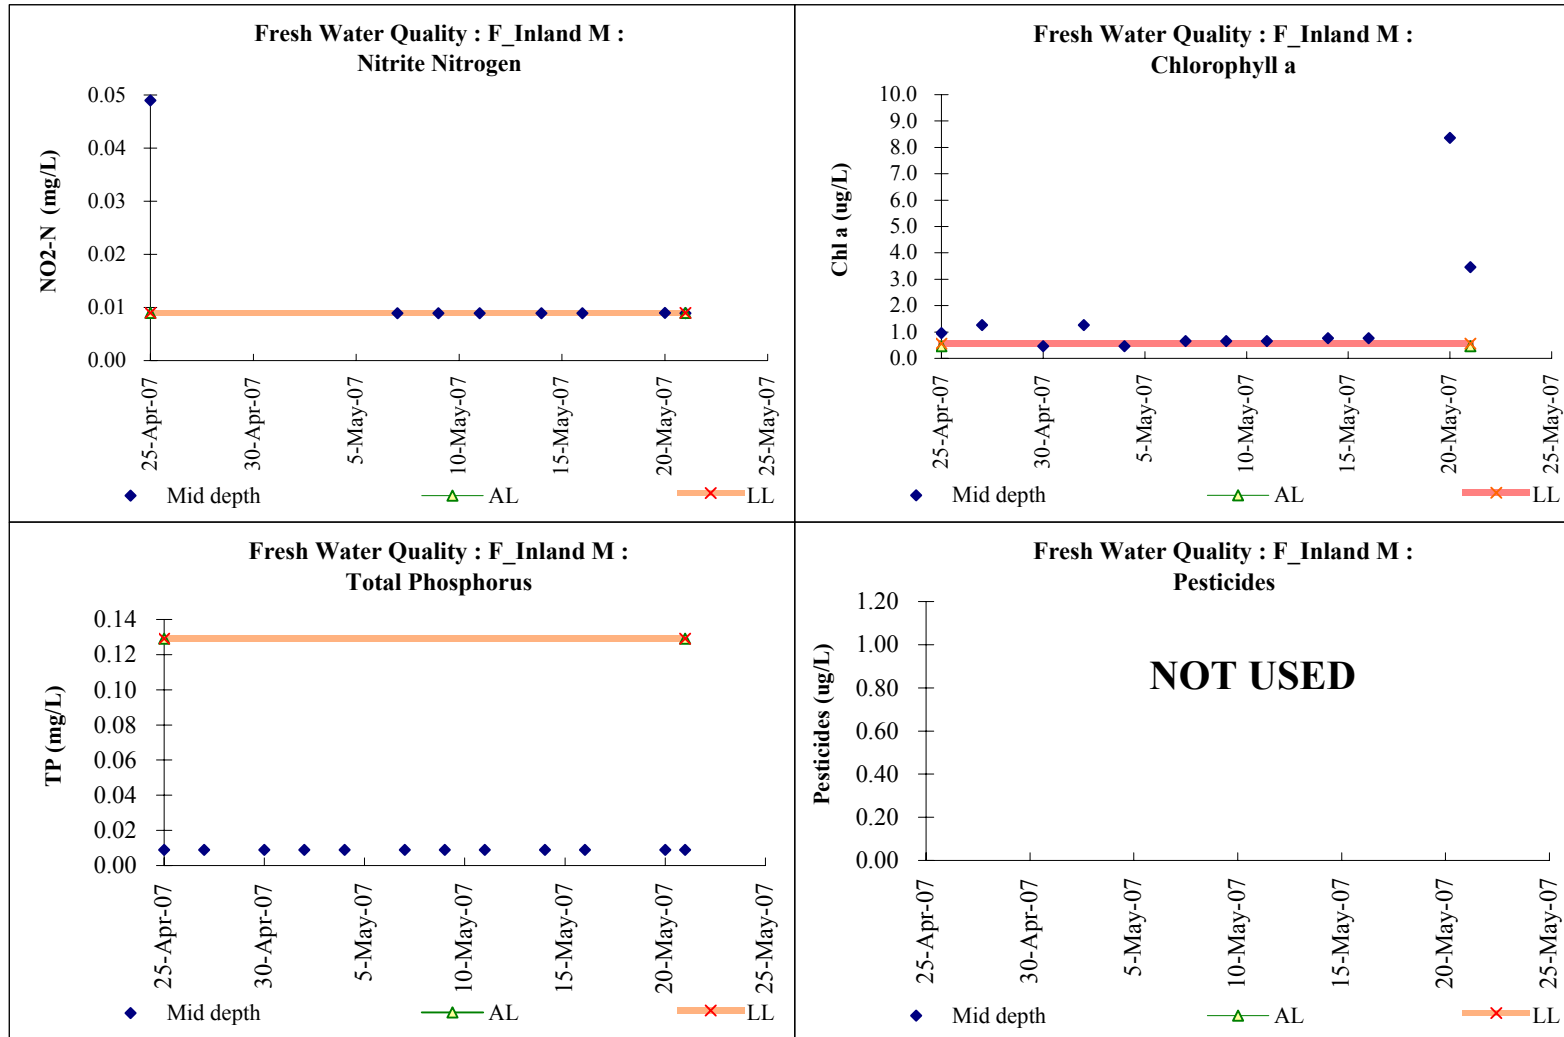 Fresh Water Quality : F_Inland M :
Nitrite Nitrogen
NO2-N (mg/L)
0.05
0.04
0.03
0.02
0.01
0.00
25-Apr-07
30-Apr-07
5-May-07
10-May-07
15-May-07
20-May-07
25-May-07
Mid depth
AL
LL
Fresh Water Quality : F_Inland M :
Chlorophyll a
Chl a (ug/L)
10.0
9.0
8.0
7.0
6.0
5.0
4.0
3.0
2.0
1.0
0.0
25-Apr-07
30-Apr-07
5-May-07
10-May-07
15-May-07
20-May-07
25-May-07
Mid depth
AL
LL
Fresh Water Quality : F_Inland M :
Total Phosphorus
TP (mg/L)
0.14
0.12
0.10
0.08
0.06
0.04
0.02
0.00
25-Apr-07
30-Apr-07
5-May-07
10-May-07
15-May-07
20-May-07
25-May-07
Mid depth
AL
LL
Fresh Water Quality : F_Inland M :
Pesticides
Pesticides (ug/L)
1.20
1.00
0.80
0.60
0.40
0.20
0.00
NOT USED
25-Apr-07
30-Apr-07
5-May-07
10-May-07
15-May-07
20-May-07
25-May-07
Mid depth
AL
LL